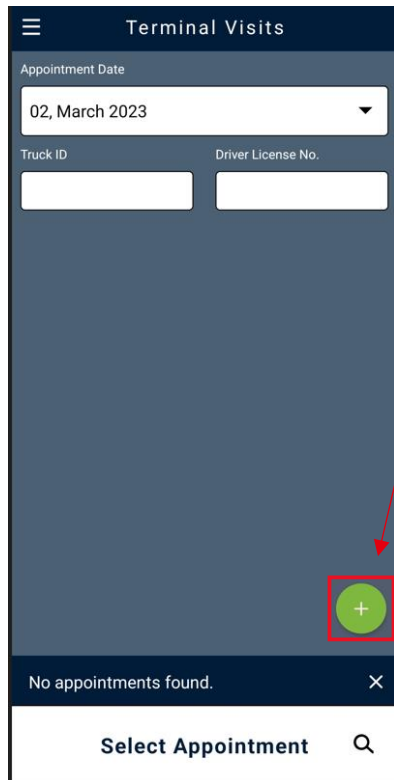 Terminal Visits
Appointment Date
02, March 2023
Truck ID
Driver License No.
No appointments found.
Select Appointment